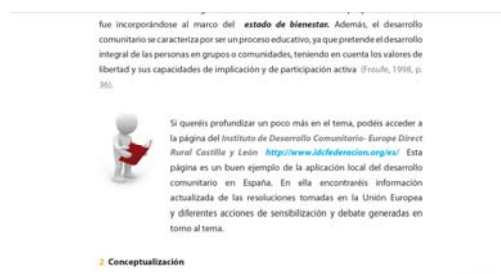 fue incorporándose al marco del estado de bienestar. Además, el desarrollo
comunitario se caracteriza por ser un proceso educativo, ya que pretende el desarrollo
integral de las personas en grupos o comunidades, teniendo en cuenta los valores de
libertad y sus capacidades de implicación y de participación activa (Froufe, 1998, p.
36).
Si queréis profundizar un poco más en el tema, podéis acceder a
la página del Instituto de Desarrollo Comunitario- Europe Direct
Rural Castilla y León http://www.idcfederacion.org/es/ Esta
página es un buen ejemplo de la aplicación local del desarrollo
comunitario en España. En ella encontraréis información
actualizada de las resoluciones tomadas en la Unión Europea
y diferentes acciones de sensibilización y debate generadas en
torno al tema.
2 Conceptualización